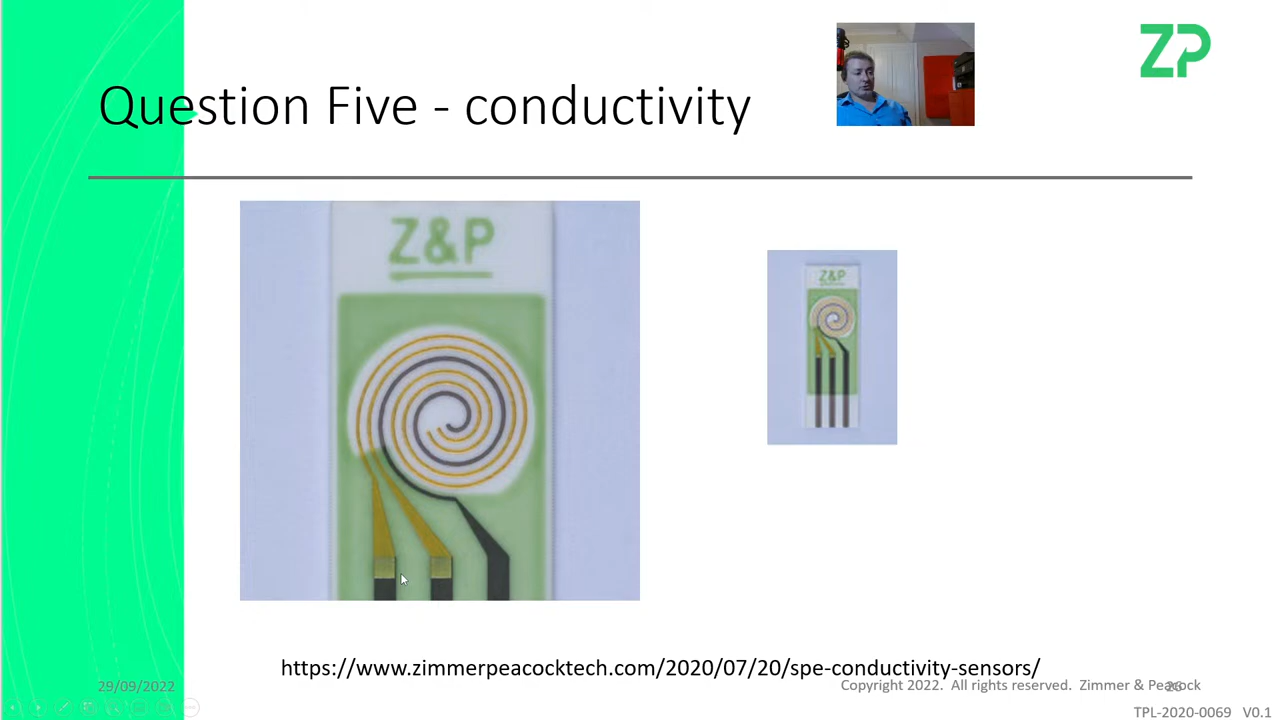 Question Five - conductivity
ZP
Z&P
Z&P
https://www.zimmerpeacocktech.com/2020/07/20/spe-conductivity-sensors/
29/09/2022
Copyright 2022. All rights reserved. Zimmer & Peacock
26
TPL-2020-0069 V0.1